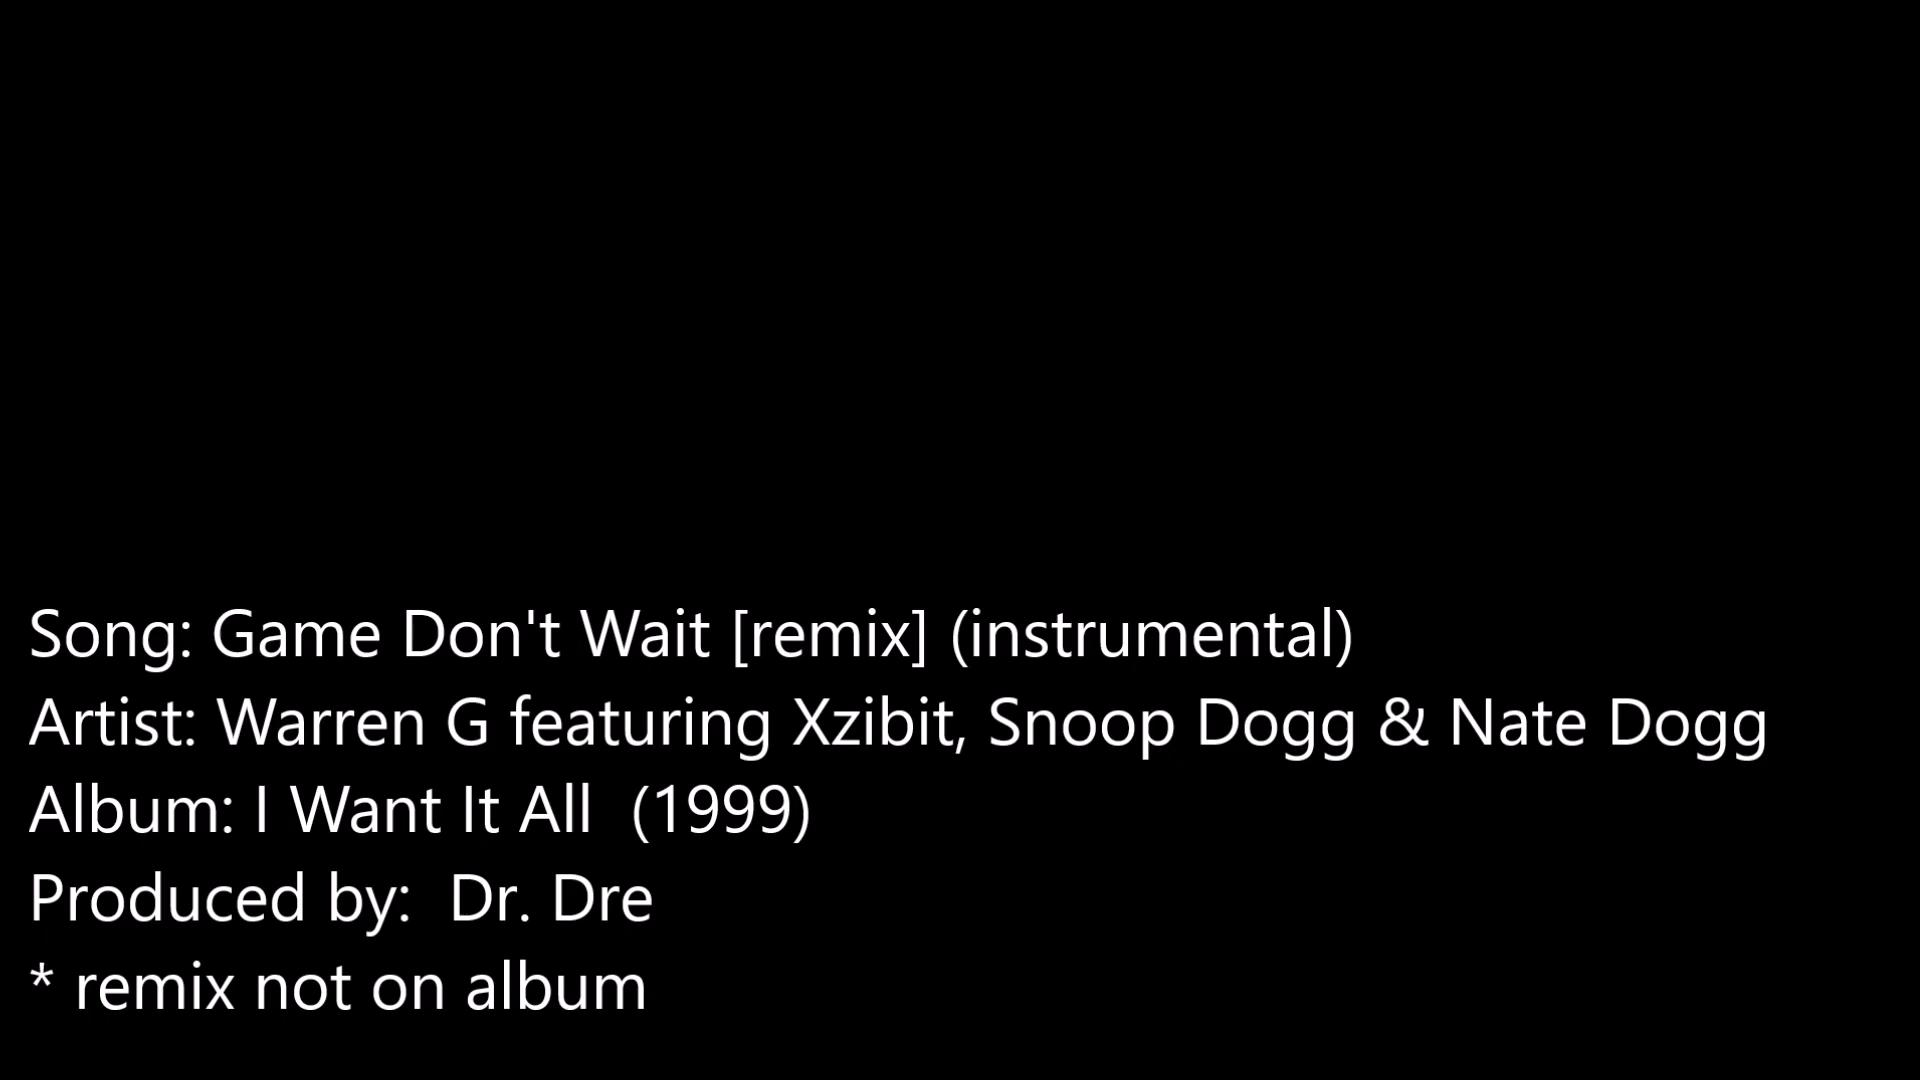 Song: Game Don't Wait [remix] (instrumental)
Artist: Warren G featuring Xzibit, Snoop Dogg & Nate Dogg
Album: I Want It All  (1999)
Produced by:  Dr. Dre
* remix not on album